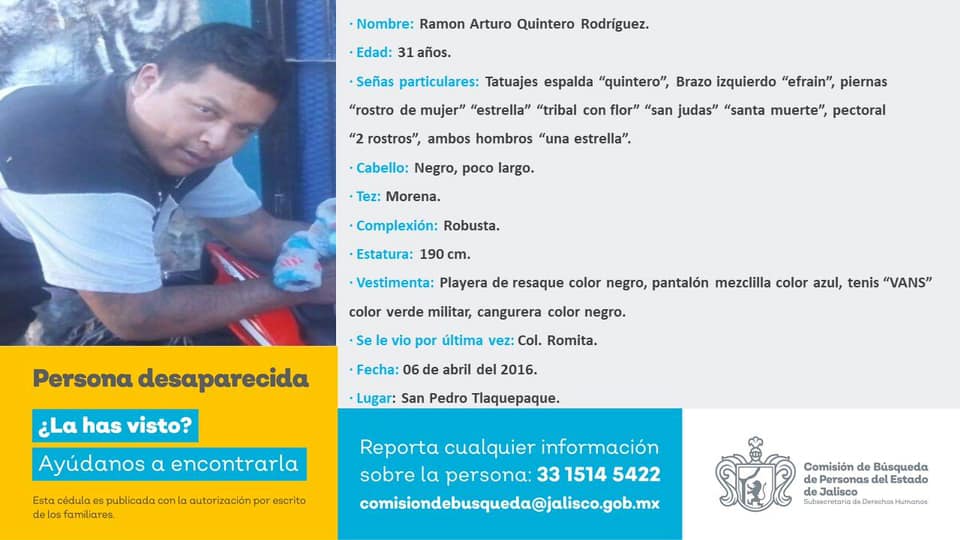 · Nombre: Ramon Arturo Quintero Rodríguez.
· Edad: 31 años.
· Señas particulares: Tatuajes espalda “quintero”, Brazo izquierdo “efrain”, piernas
“rostro de mujer” “estrella” “tribal con flor” “san judas” “santa muerte”, pectoral
“2 rostros”, ambos hombros “una estrella”.
· Cabello: Negro, poco largo.
· Tez: Morena.
· Complexión: Robusta.
· Estatura: 190 cm.
· Vestimenta: Playera de resaque color negro, pantalón mezclilla color azul, tenis “VANS”
color verde militar, cangurera color negro.
· Se le vio por última vez: Col. Romita.
· Fecha: 06 de abril del 2016.
· Lugar: San Pedro Tlaquepaque.
Persona desaparecida
¿La has visto?
Ayúdanos a encontrarla
Esta cédula es publicada con la autorización por escrito
de los familiares.
Reporta cualquier información
sobre la persona: 33 1514 5422
comisiondebusqueda@jalisco.gob.mx
Comisión de Búsqueda
de Personas del Estado
de Jalisco
Subsecretaría de Derechos Humanos